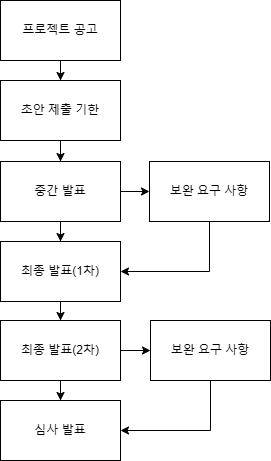 프로젝트 공고
초안 제출 기한
중간 발표
보완 요구 사항
최종 발표(1차)
최종 발표(2차)
보완 요구 사항
심사 발표